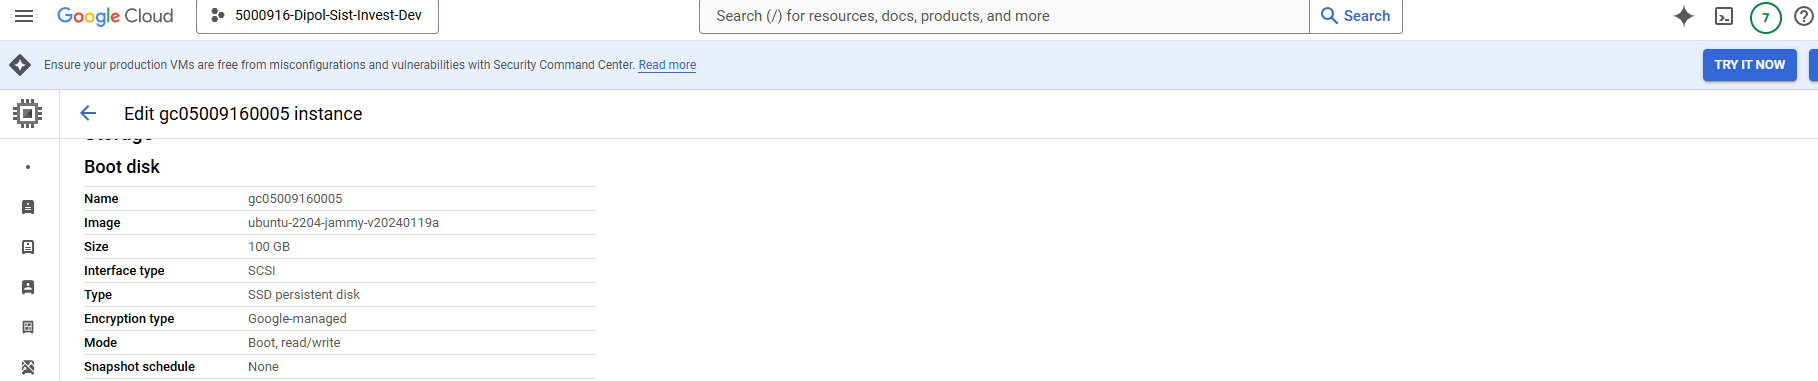 Google Cloud
5000916-Dipol-Sist-Invest-Dev
Search (/) for resources, docs, products, and more
Search
7
Ensure your production VMs are free from misconfigurations and vulnerabilities with Security Command Center. Read more
TRY IT NOW
Edit gc05009160005 instance
Storage
Boot disk
Name gc05009160005
Image ubuntu-2204-jammy-v20240119a
Size 100 GB
Interface type SCSI
Type SSD persistent disk
Encryption type Google-managed
Mode Boot, read/write
Snapshot schedule None